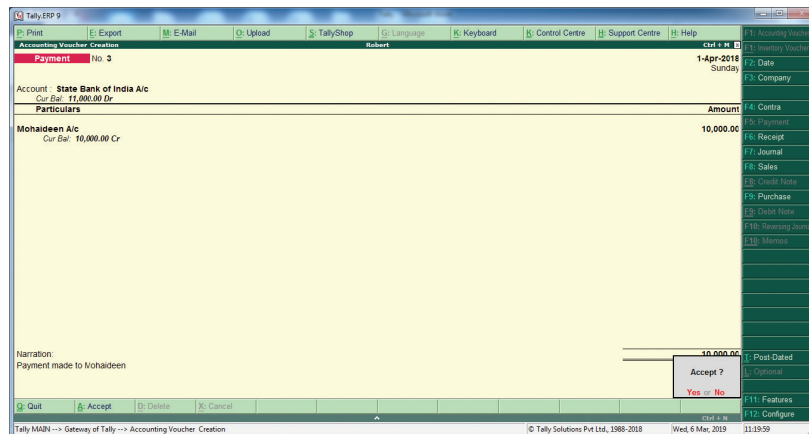 Tally.ERP 9
P: Print E: Export M: E-Mail O: Upload S: TallyShop G: Language K: Keyboard K: Control Centre H: Support Centre H: Help F1: Accounting Voucher
Accounting Voucher Creation Robert Ctrl + M F1: Inventory Voucher
Payment No. 3 1-Apr-2018 F2: Date
Sunday F3: Company
Account : State Bank of India A/c
Cur Bal: 11,000.00 Dr
Particulars Amount F4: Contra
F5: Payment
Mohaideen A/c 10,000.00 F6: Receipt
Cur Bal: 10,000.00 Cr F7: Journal
F8: Sales
F8: Credit Note
F9: Purchase
F9: Debit Note
F10: Reversing Journal
F10: Memos
Narration: 10,000.00 T: Post-Dated
Payment made to Mohaideen L: Optional
Accept ?
Yes or No
Q: Quit A: Accept D: Delete X: Cancel F11: Features
Ctrl + N F12: Configure
Tally MAIN --> Gateway of Tally --> Accounting Voucher Creation © Tally Solutions Pvt Ltd., 1988-2018 Wed, 6 Mar, 2019 11:19:59